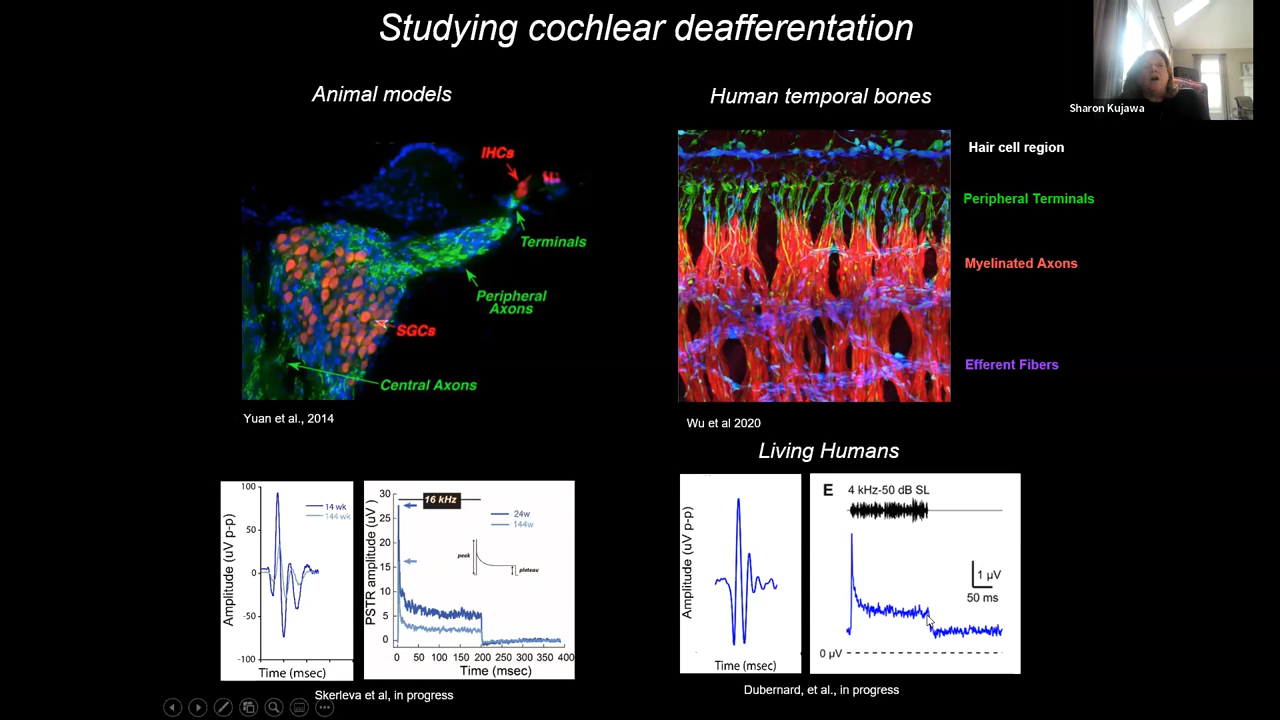 Studying cochlear deafferentation
Sharon Kujawa
Animal models
Human temporal bones
IHCs
Terminals
Peripheral
Axons
SGCs
Central Axons
Yuan et al., 2014
Hair cell region
Peripheral Terminals
Myelinated Axons
Efferent Fibers
Wu et al 2020
Living Humans
Amplitude (uV p-p)
100
50
0
-50
-100
14 wk
144 wk
Time (msec)
PSTR amplitude (uV )
30
25
20
15
10
5
0
16 kHz
24w
144w
peak
plateau
0 50 100 150 200 250 300 350 400
Time (msec)
Skerleva et al, in progress
Amplitude (uV p-p)
Time (msec)
E
4 kHz-50 dB SL
1 µV
50 ms
0 µV
Dubernard, et al., in progress